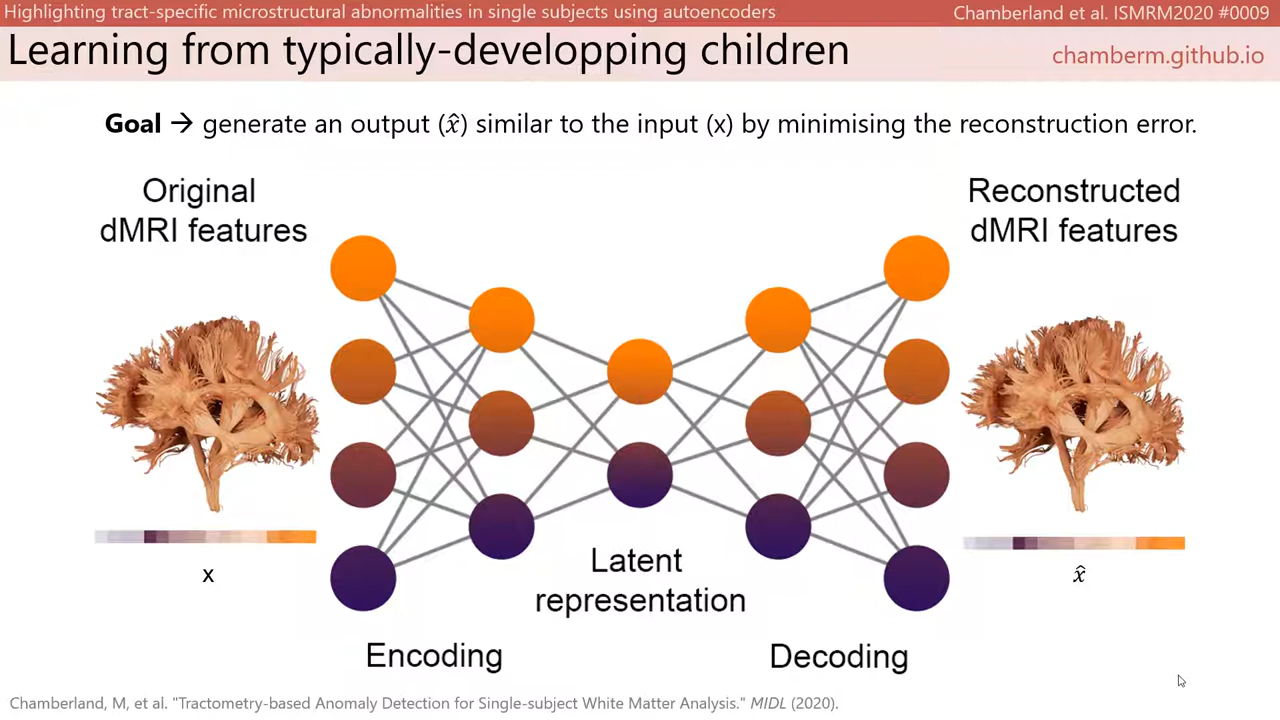 Highlighting tract-specific microstructural abnormalities in single subjects using autoencoders
Chamberland et al. ISMRM2020 #0009
Learning from typically-developping children
chamberm.github.io
Goal → generate an output (x̂) similar to the input (x) by minimising the reconstruction error.
Original
dMRI features
Reconstructed
dMRI features
x
x̂
Latent
representation
Encoding
Decoding
Chamberland, M, et al. "Tractometry-based Anomaly Detection for Single-subject White Matter Analysis." MIDL (2020).